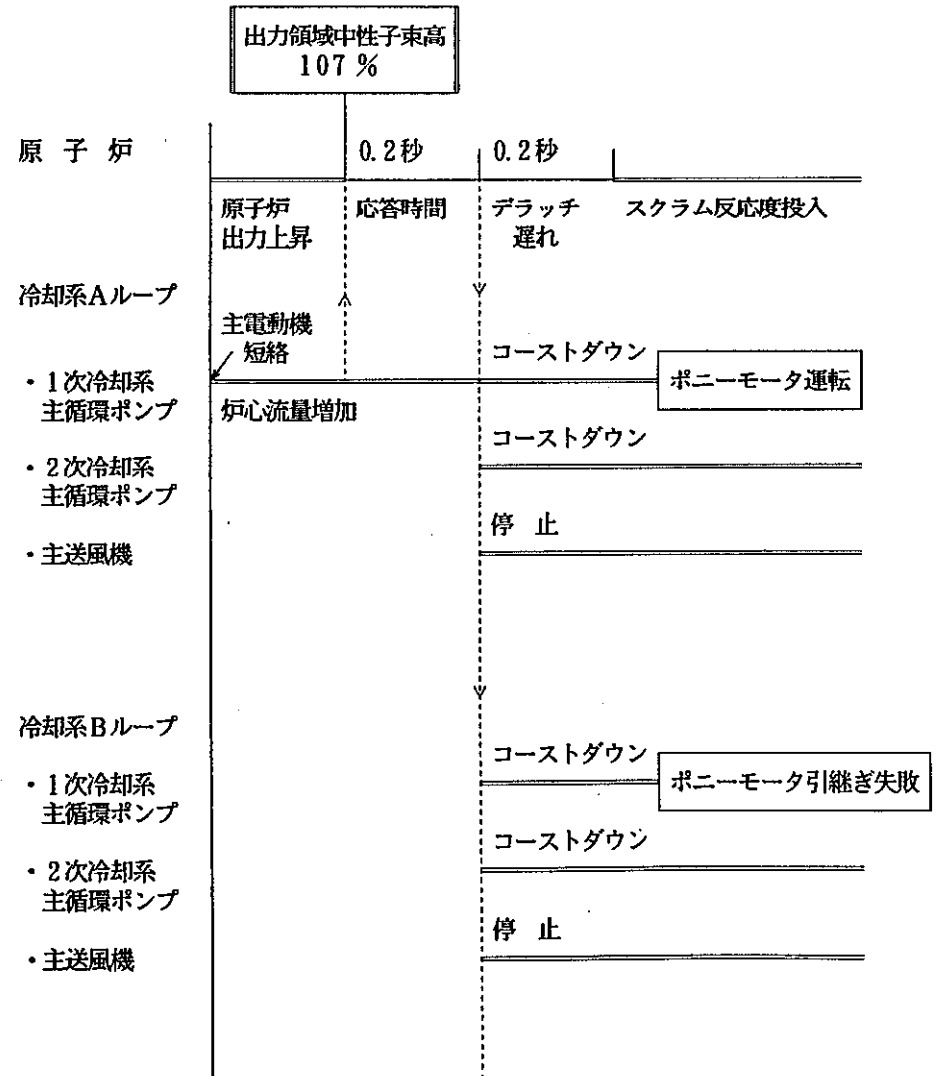 出力領域中性子束高
107 %
原 子 炉
0.2秒
0.2秒
原子炉
出力上昇
応答時間
デラッチ
遅れ
スクラム反応度投入
冷却系Aループ
主電動機
短絡
コーストダウン
ポニーモータ運転
・1次冷却系
主循環ポンプ
炉心流量増加
コーストダウン
・2次冷却系
主循環ポンプ
停 止
・主送風機
冷却系Bループ
コーストダウン
ポニーモータ引継ぎ失敗
・1次冷却系
主循環ポンプ
コーストダウン
・2次冷却系
主循環ポンプ
停 止
・主送風機